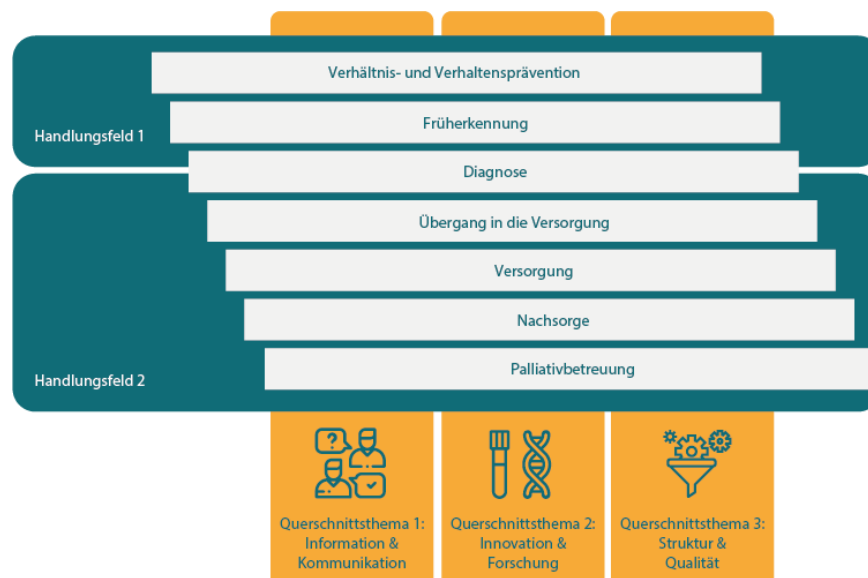 Verhältnis- und Verhaltensprävention
Früherkennung
Handlungsfeld 1
Diagnose
Übergang in die Versorgung
Versorgung
Nachsorge
Palliativbetreuung
Handlungsfeld 2
?
Querschnittsthema 1:
Information &
Kommunikation
Querschnittsthema 2:
Innovation &
Forschung
Querschnittsthema 3:
Struktur &
Qualität